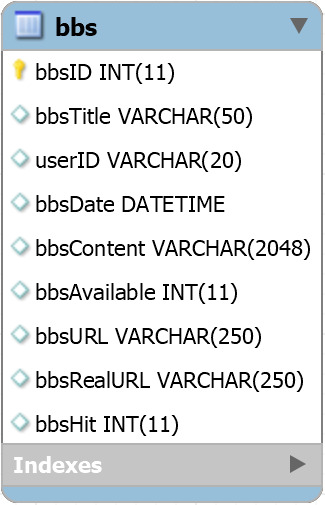 bbs
bbsID INT(11)
bbsTitle VARCHAR(50)
userID VARCHAR(20)
bbsDate DATETIME
bbsContent VARCHAR(2048)
bbsAvailable INT(11)
bbsURL VARCHAR(250)
bbsRealURL VARCHAR(250)
bbsHit INT(11)
Indexes